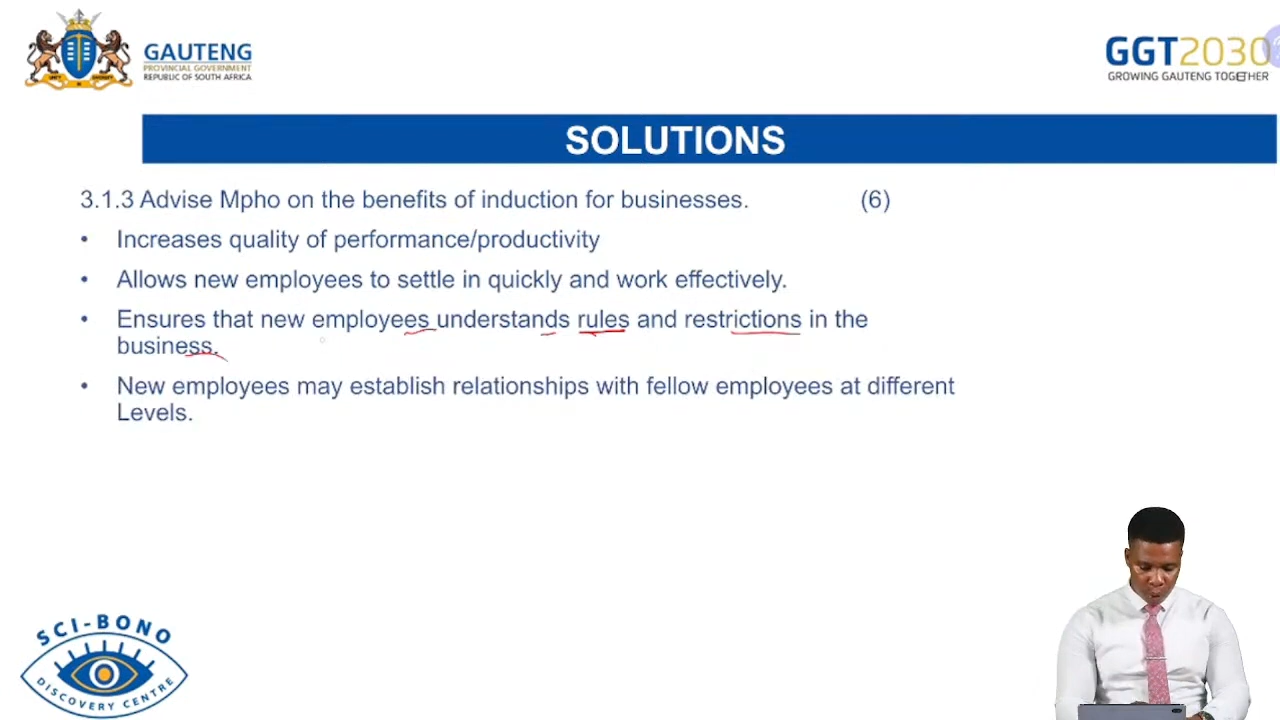 GAUTENG
PROVINCIAL GOVERNMENT
REPUBLIC OF SOUTH AFRICA
GGT2030
GROWING GAUTENG TOGETHER
SOLUTIONS
3.1.3 Advise Mpho on the benefits of induction for businesses. (6)
• Increases quality of performance/productivity
• Allows new employees to settle in quickly and work effectively.
• Ensures that new employees understands rules and restrictions in the
business.
• New employees may establish relationships with fellow employees at different
Levels.
SCI-BONO
DISCOVERY CENTRE